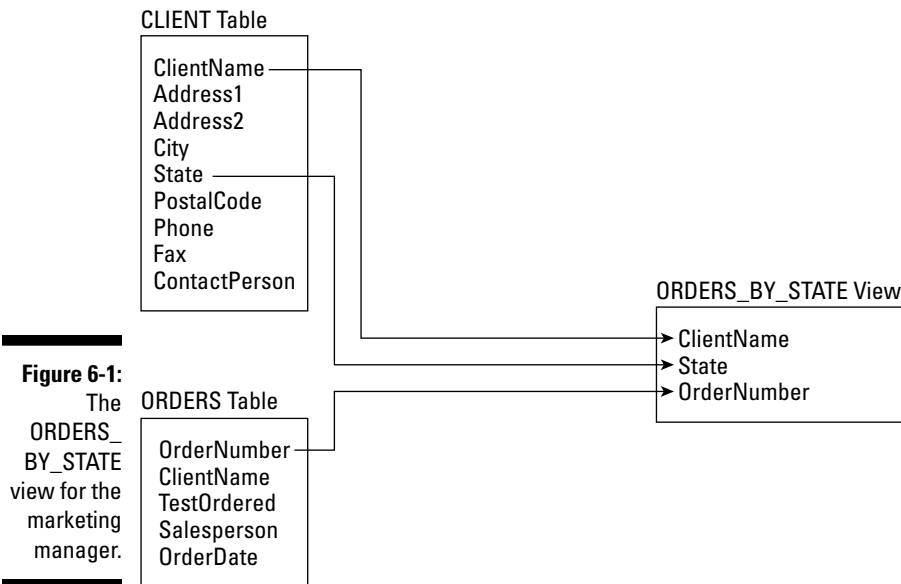 CLIENT Table
ClientName
Address1
Address2
City
State
PostalCode
Phone
Fax
ContactPerson
ORDERS_BY_STATE View
ClientName
State
OrderNumber
Figure 6-1:
The
ORDERS_
BY_STATE
view for the
marketing
manager.
ORDERS Table
OrderNumber
ClientName
TestOrdered
Salesperson
OrderDate